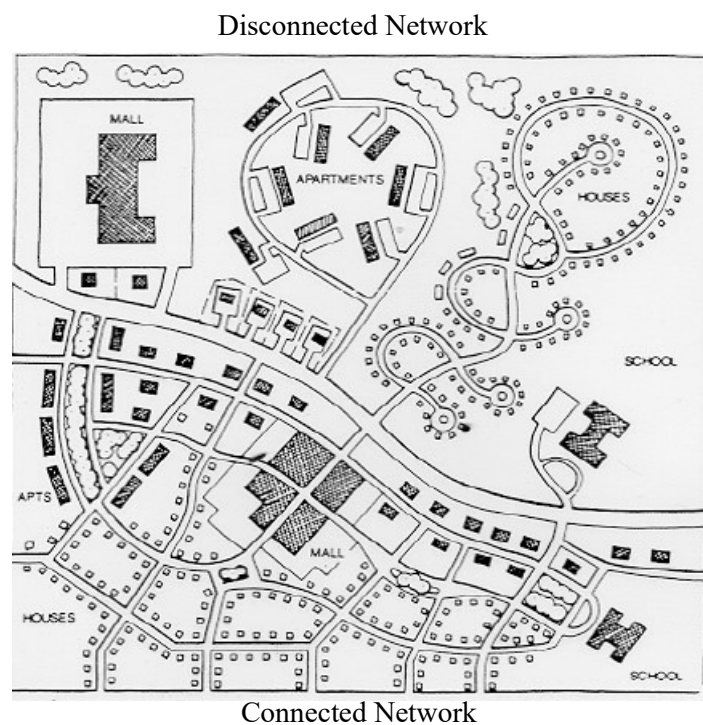 Disconnected Network
MALL
APARTMENTS
HOUSES
SCHOOL
APTS
MALL
HOUSES
SCHOOL
Connected Network